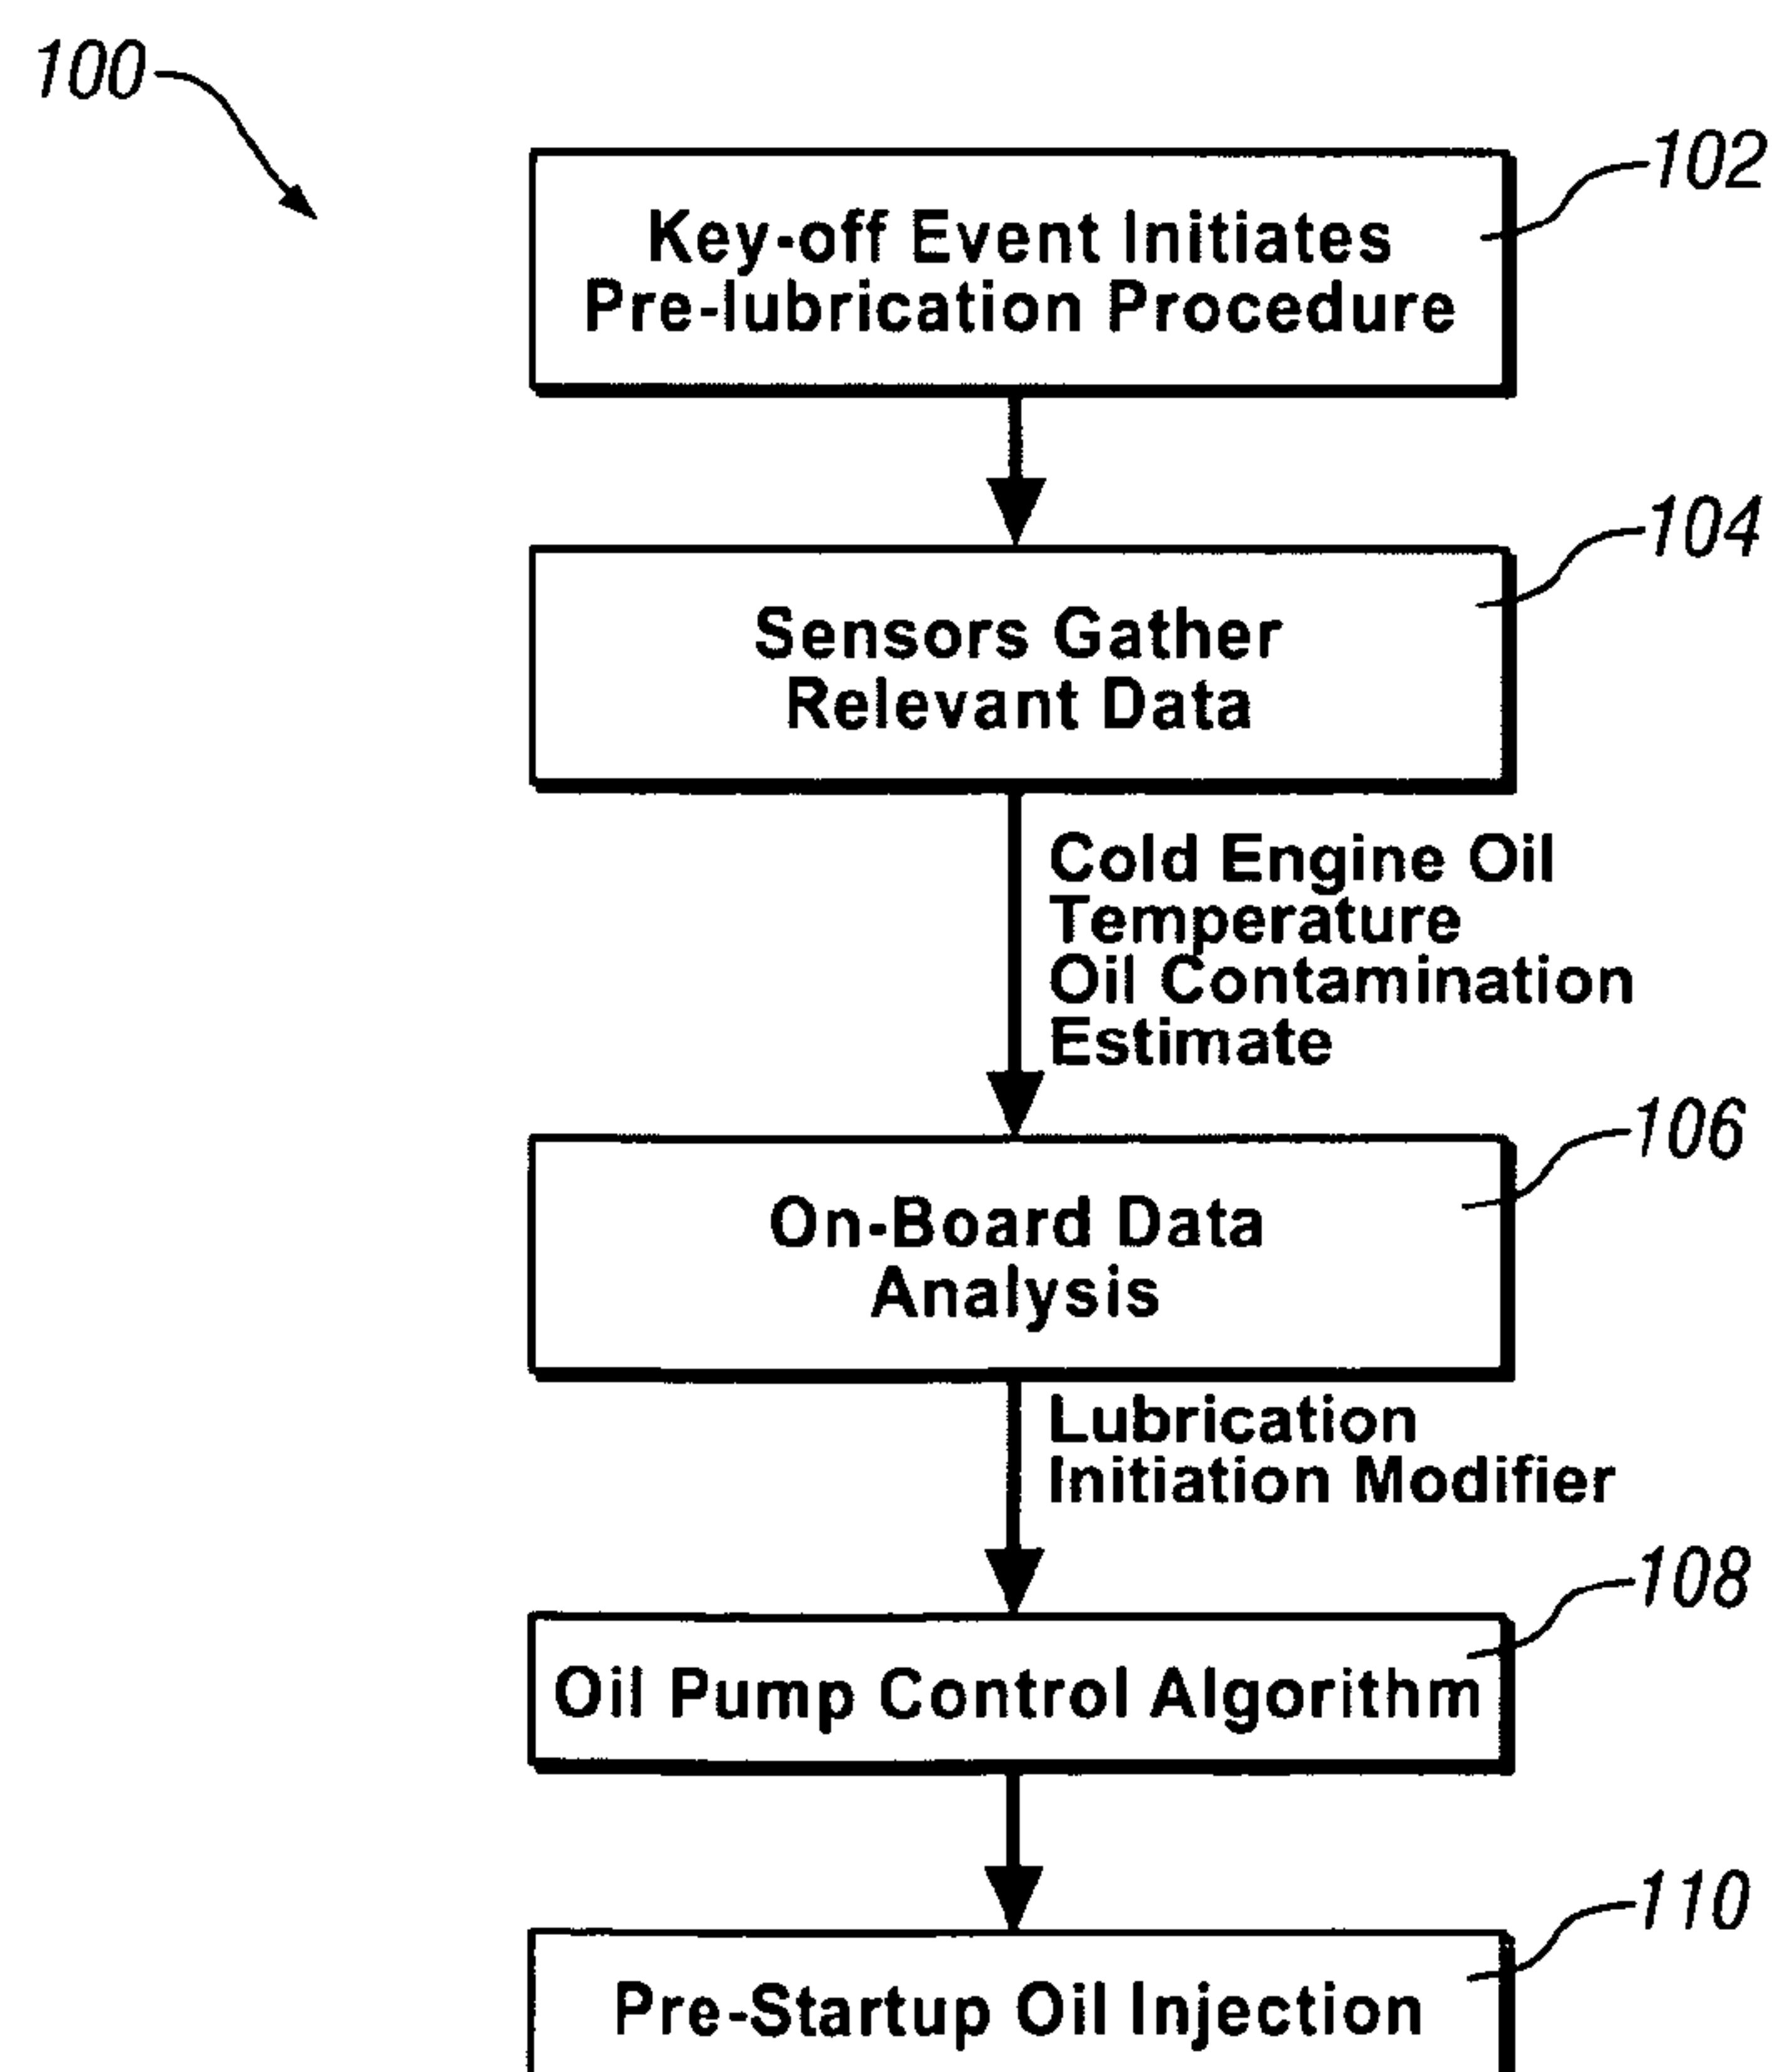 100
102
Key-off Event Initiates
Pre-lubrication Procedure
104
Sensors Gather
Relevant Data
Cold Engine Oil
Temperature
Oil Contamination
Estimate
106
On-Board Data
Analysis
Lubrication
Initiation Modifier
108
Oil Pump Control Algorithm
110
Pre-Startup Oil Injection